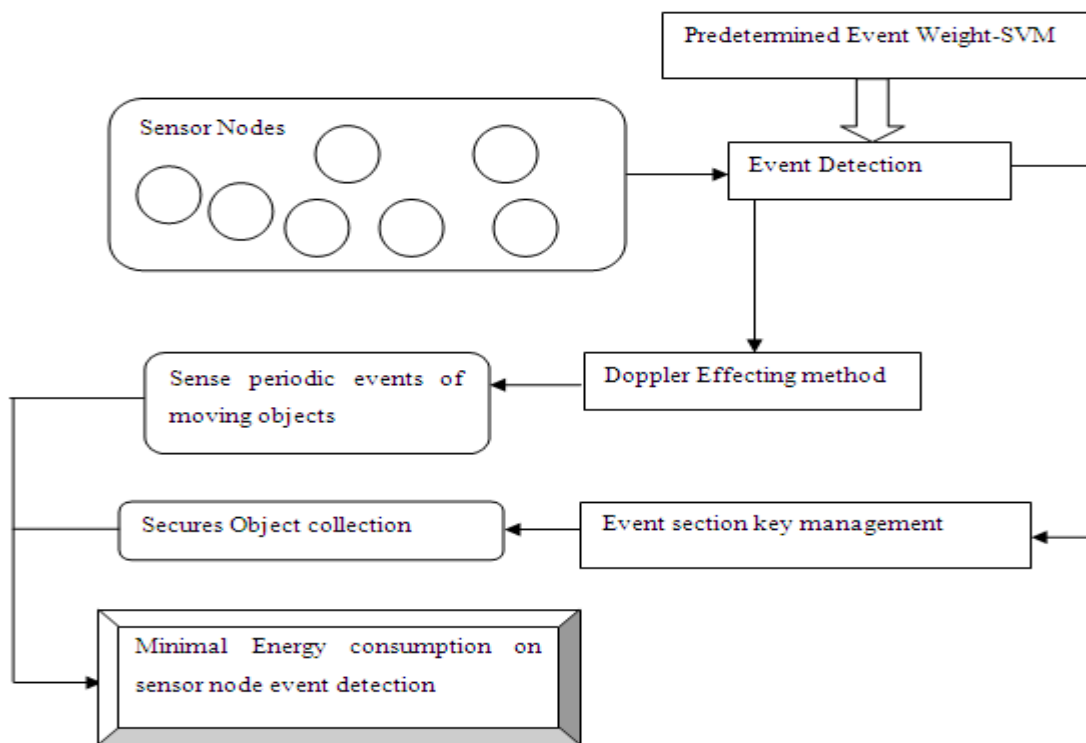 Predetermined Event Weight-SVM
Sensor Nodes
Event Detection
Sense periodic events of
moving objects
Doppler Effecting method
Secures Object collection
Event section key management
Minimal Energy consumption on
sensor node event detection